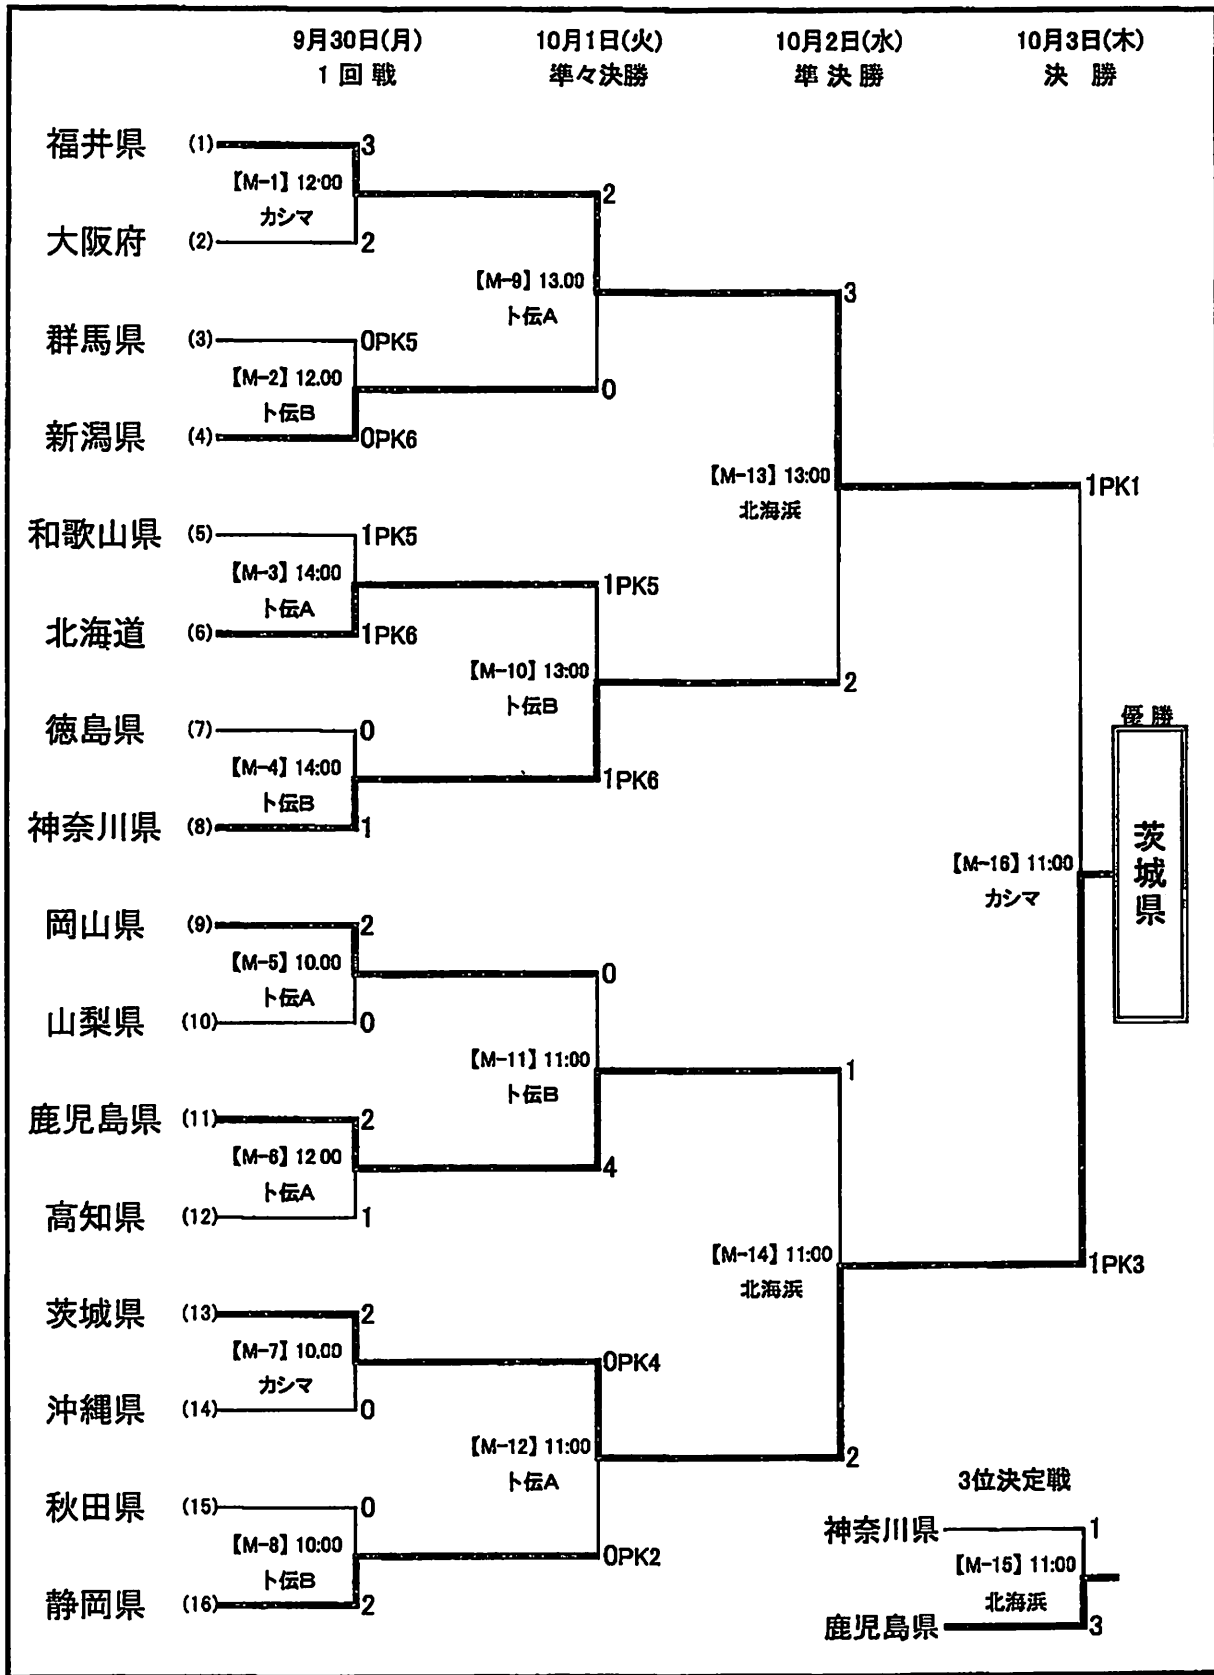 9月30日(月) 10月1日(火) 10月2日(水) 10月3日(木)
1回戦 準々決勝 準決勝 決 勝
福井県 (1) 3
【M-1】12:00 2
カシマ
大阪府 (2) 2
【M-9】13.00 3
ト伝A
群馬県 (3) 0PK5
【M-2】12.00 0
ト伝B
新潟県 (4) 0PK6
【M-13】13:00 1PK1
北海浜
和歌山県 (5) 1PK5
【M-3】14:00 1PK5
ト伝A
北海道 (6) 1PK6
【M-10】13:00 2
ト伝B
徳島県 (7) 0
優勝
【M-4】14:00 1PK6
ト伝B
神奈川県 (8) 1
茨城県
【M-16】11:00
カシマ
岡山県 (9) 2
【M-5】10.00 0
ト伝A
山梨県 (10) 0
【M-11】11:00 1
ト伝B
鹿児島県 (11) 2
【M-6】12 00 4
ト伝A
高知県 (12) 1
【M-14】11:00 1PK3
北海浜
茨城県 (13) 2
【M-7】10.00 0PK4
カシマ
沖縄県 (14) 0
【M-12】11:00 2
ト伝A
3位決定戦
秋田県 (15) 0
神奈川県 1
【M-8】10:00 0PK2
ト伝B
【M-15】11:00
北海浜
静岡県 (16) 2
鹿児島県 3